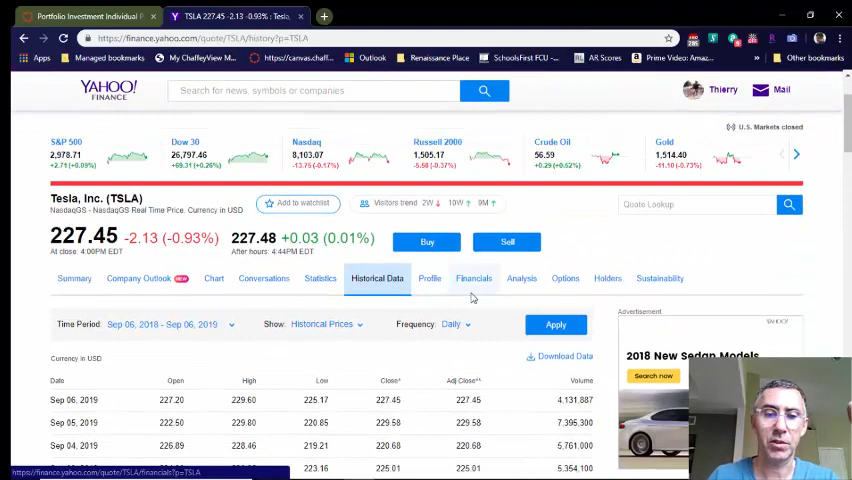 Portfolio Investment Individual P
TSLA 227.45 -2.13 -0.93% : Tesla,
https://finance.yahoo.com/quote/TSLA/history?p=TSLA
Apps Managed bookmarks My ChaffeyView M... https://canvas.chaff... Outlook Renaissance Place SchoolsFirst FCU -... AR Scores Prime Video: Amaz... » Other bookmarks
YAHOO!
FINANCE
Search for news, symbols or companies
Thierry
Mail
U.S. Markets closed
S&P 500 Dow 30 Nasdaq Russell 2000 Crude Oil Gold
2,978.71 26,797.46 8,103.07 1,505.17 56.59 1,514.40
+2.71 (+0.09%) +69.31 (+0.26%) -13.75 (-0.17%) -5.58 (-0.37%) +0.29 (+0.52%) -11.10 (-0.73%)
Tesla, Inc. (TSLA)
NasdaqGS - NasdaqGS Real Time Price. Currency in USD
Add to watchlist
Visitors trend 2W↓ 10W↑ 9M↑
Quote Lookup
227.45 -2.13 (-0.93%)
At close: 4:00PM EDT
227.48 +0.03 (0.01%)
After hours: 4:44PM EDT
Buy
Sell
Summary Company Outlook NEW Chart Conversations Statistics Historical Data Profile Financials Analysis Options Holders Sustainability
Time Period: Sep 06, 2018 - Sep 06, 2019 Show: Historical Prices Frequency: Daily Apply
Currency in USD
Download Data
Date Open High Low Close* Adj Close** Volume
Sep 06, 2019 227.20 229.60 225.17 227.45 227.45 4,131,887
Sep 05, 2019 222.50 229.80 220.85 229.58 229.58 7,395,300
Sep 04, 2019 226.89 228.46 219.21 220.68 220.68 5,761,000
223.16 225.01 225.01 5,354,100
Advertisement
YAHOO!
2018 New Sedan Models
Search now
https://finance.yahoo.com/quote/TSLA/financials?p=TSLA